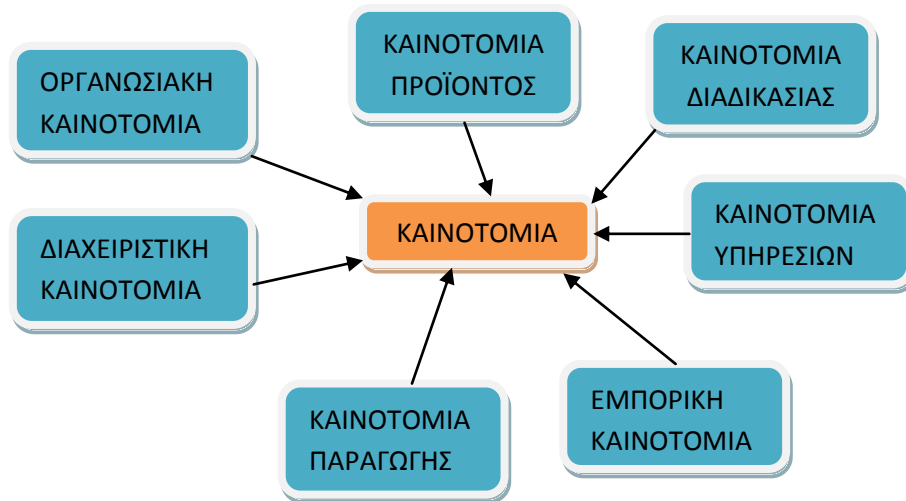 ΟΡΓΑΝΩΣΙΑΚΗ
ΚΑΙΝΟΤΟΜΙΑ
ΚΑΙΝΟΤΟΜΙΑ
ΠΡΟΪΟΝΤΟΣ
ΚΑΙΝΟΤΟΜΙΑ
ΔΙΑΔΙΚΑΣΙΑΣ
ΔΙΑΧΕΙΡΙΣΤΙΚΗ
ΚΑΙΝΟΤΟΜΙΑ
ΚΑΙΝΟΤΟΜΙΑ
ΚΑΙΝΟΤΟΜΙΑ
ΥΠΗΡΕΣΙΩΝ
ΚΑΙΝΟΤΟΜΙΑ
ΠΑΡΑΓΩΓΗΣ
ΕΜΠΟΡΙΚΗ
ΚΑΙΝΟΤΟΜΙΑ